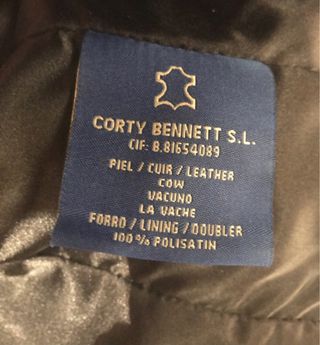 CORTY BENNETT S.L.
CIF: B.81654089
PIEL / CUIR / LEATHER
COW
VACUNO
LA VACHE
FORRO / LINING / DOUBLER
100 % POLISATIN